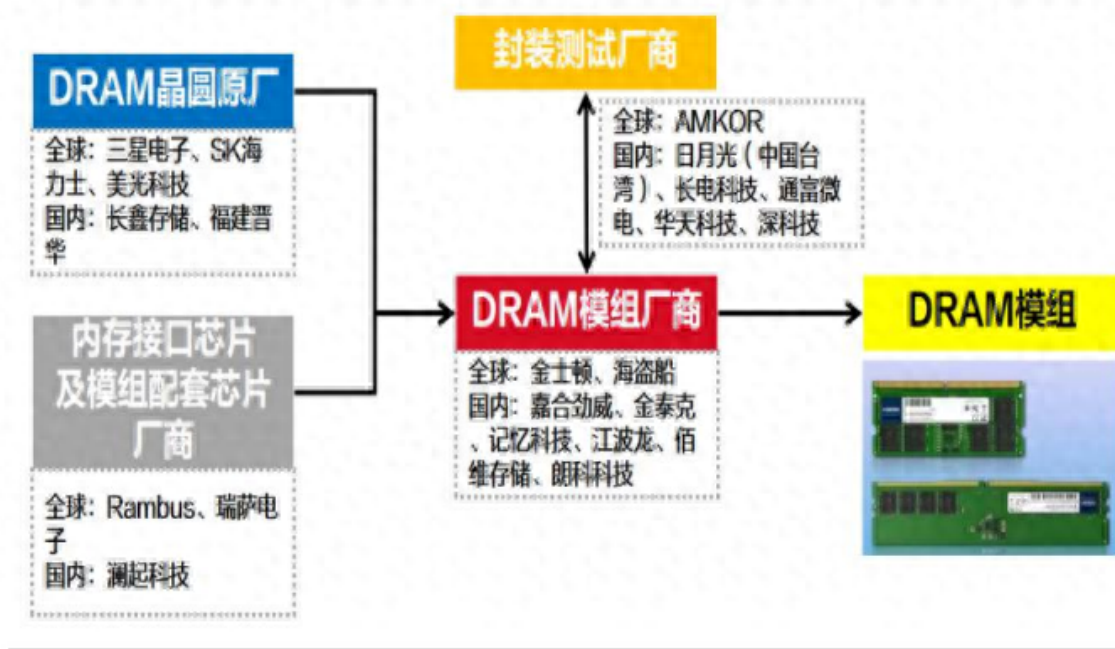 封装测试厂商
DRAM晶圆原厂
全球：三星电子、SK海
力士、美光科技
国内：长鑫存储、福建晋
华
全球：AMKOR
国内：日月光（中国台
湾）、长电科技、通富微
电、华天科技、深科技
内存接口芯片
及模组配套芯片
厂商
全球：Rambus、瑞萨电
子
国内：澜起科技
DRAM模组厂商
全球：金士顿、海盗船
国内：嘉合劲威、金泰克
、记忆科技、江波龙、佰
维存储、朗科科技
DRAM模组